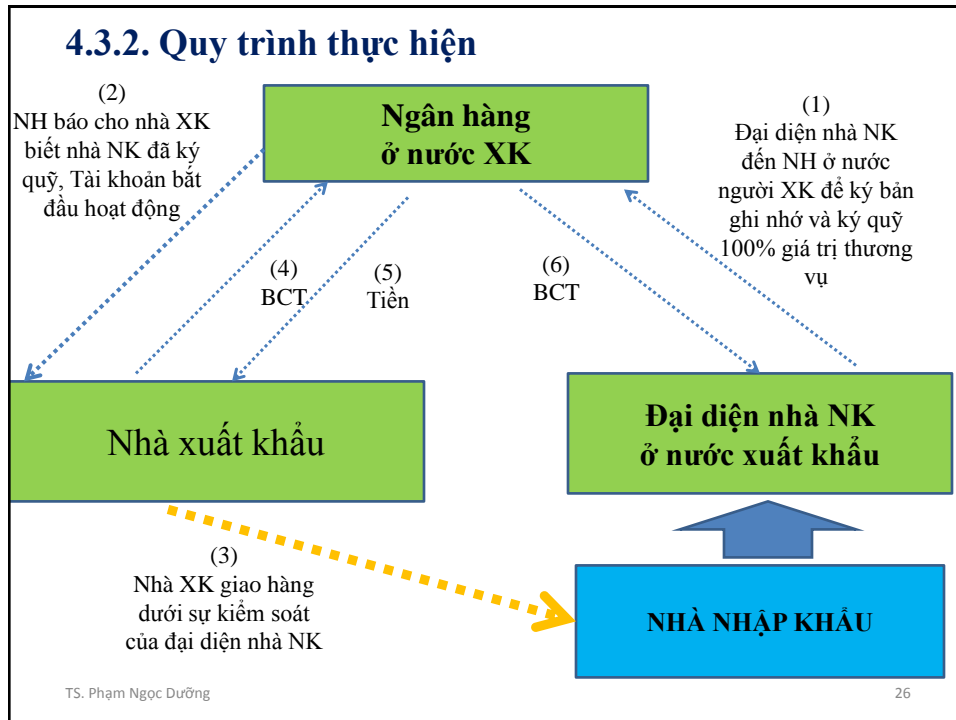 4.3.2. Quy trình thực hiện
(2)
NH báo cho nhà XK
biết nhà NK đã ký
quỹ, Tài khoản bắt
đầu hoạt động
Ngân hàng
ở nước XK
(1)
Đại diện nhà NK
đến NH ở nước
người XK để ký bản
ghi nhớ và ký quỹ
100% giá trị thương
vụ
(4)
BCT
(5)
Tiền
(6)
BCT
Nhà xuất khẩu
Đại diện nhà NK
ở nước xuất khẩu
(3)
Nhà XK giao hàng
dưới sự kiểm soát
của đại diện nhà NK
NHÀ NHẬP KHẨU
TS. Phạm Ngọc Dưỡng
26